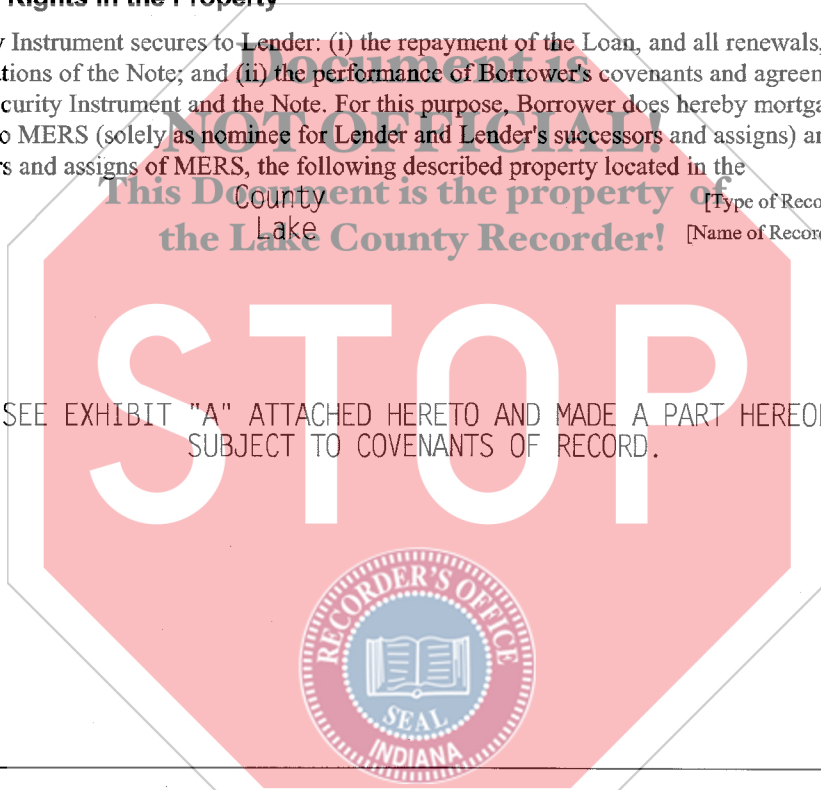 Rights in the Property
Instrument secures to Lender: (i) the repayment of the Loan, and all renewals,
tions of the Note; and (ii) the performance of Borrower's covenants and agreem
curity Instrument and the Note. For this purpose, Borrower does hereby mortga
o MERS (solely as nominee for Lender and Lender's successors and assigns) an
s and assigns of MERS, the following described property located in the
County [Type of Reco
Lake [Name of Record
Document is
NOT OFFICIAL!
This Document is the property of
the Lake County Recorder!
SEE EXHIBIT "A" ATTACHED HERETO AND MADE A PART HEREO
SUBJECT TO COVENANTS OF RECORD.
STOP
RECORDER'S OFFICE
SEAL
INDIANA